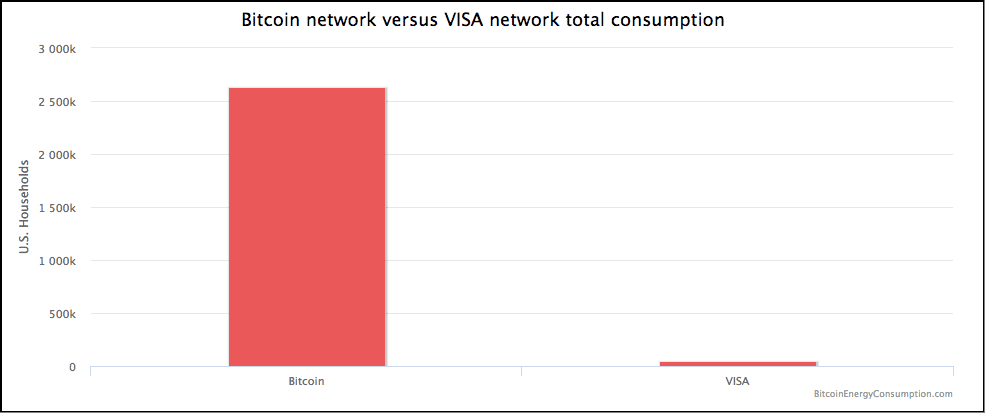 Bitcoin network versus VISA network total consumption
3 000k
2 500k
2 000k
1 500k
1 000k
500k
0
U.S. Households
Bitcoin
VISA
BitcoinEnergyConsumption.com